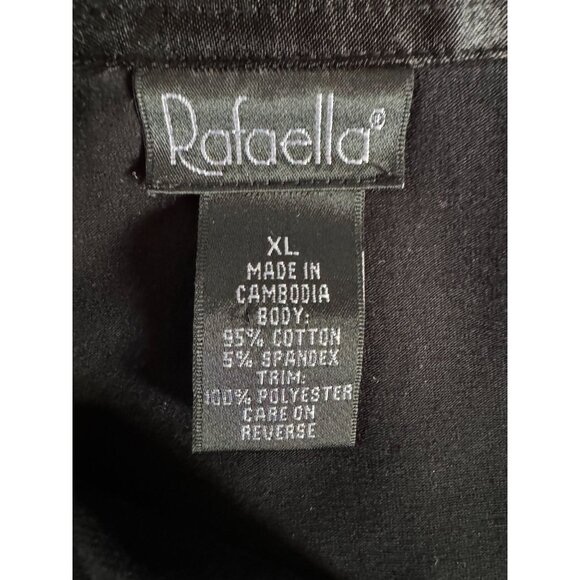 Rafaella®
XL
MADE IN
CAMBODIA
BODY:
95% COTTON
5% SPANDEX
TRIM:
100% POLYESTER
CARE ON
REVERSE